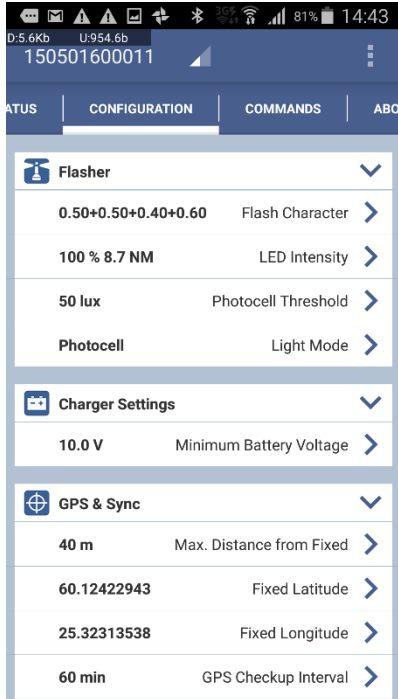 3G 81% 14:43
D:5.6Kb U:954.6b
150501600011
ATUS CONFIGURATION COMMANDS ABO
Flasher
0.50+0.50+0.40+0.60 Flash Character
100 % 8.7 NM LED Intensity
50 lux Photocell Threshold
Photocell Light Mode
Charger Settings
10.0 V Minimum Battery Voltage
GPS & Sync
40 m Max. Distance from Fixed
60.12422943 Fixed Latitude
25.32313538 Fixed Longitude
60 min GPS Checkup Interval